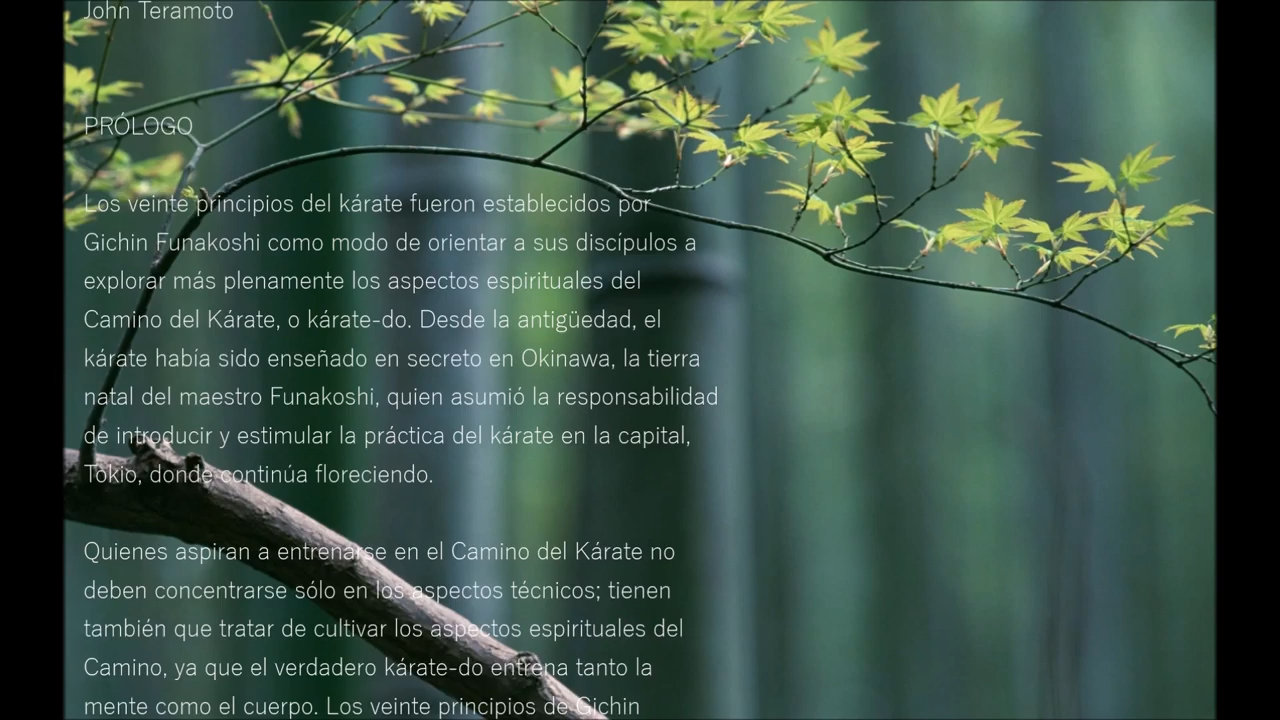 John Teramoto
PRÓLOGO
Los veinte principios del kárate fueron establecidos por
Gichin Funakoshi como modo de orientar a sus discípulos a
explorar más plenamente los aspectos espirituales del
Camino del Kárate, o kárate-do. Desde la antigüedad, el
kárate había sido enseñado en secreto en Okinawa, la tierra
natal del maestro Funakoshi, quien asumió la responsabilidad
de introducir y estimular la práctica del kárate en la capital,
Tokio, donde continúa floreciendo.
Quienes aspiran a entrenarse en el Camino del Kárate no
deben concentrarse sólo en los aspectos técnicos; tienen
también que tratar de cultivar los aspectos espirituales del
Camino, ya que el verdadero kárate-do entrena tanto la
mente como el cuerpo. Los veinte principios de Gichin